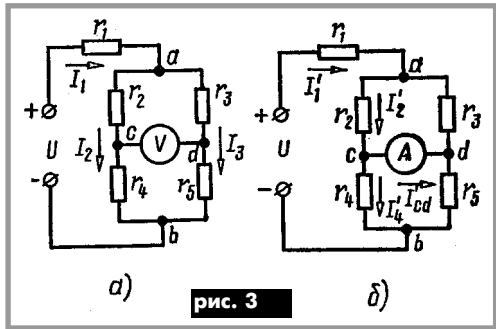 r₁ r₁
a a
I₁ I'₁
r₂ r₃ r₂ I'₂ r₃
+ +
U I₂ c V d I₃ U c A d
- -
r₄ r₅ r₄ I'₄ I'cd r₅
b b
а) б)
рис. 3